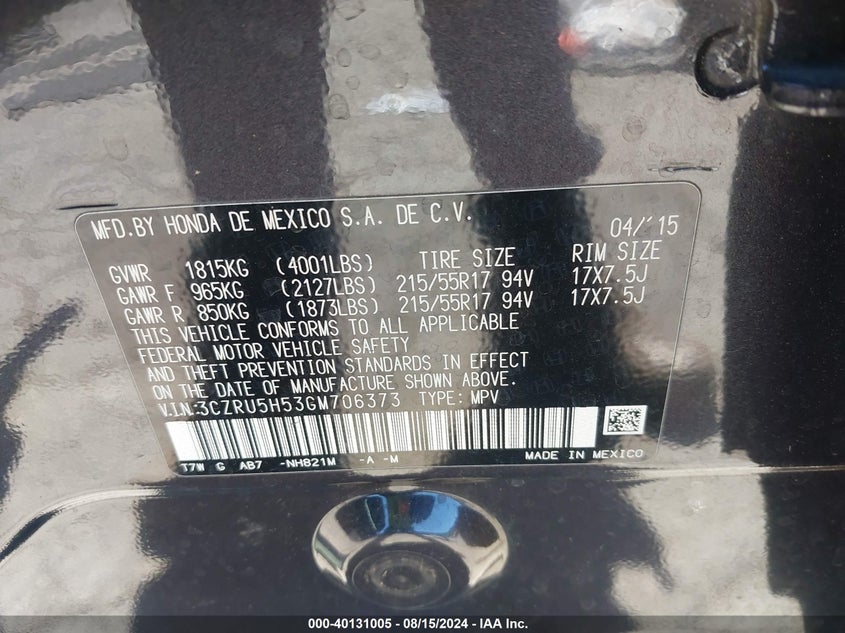 MFD.BY HONDA DE MEXICO S.A. DE C.V. 04/'15
GVWR 1815KG (4001LBS) TIRE SIZE RIM SIZE
GAWR F 965KG (2127LBS) 215/55R17 94V 17X7.5J
GAWR R 850KG (1873LBS) 215/55R17 94V 17X7.5J
THIS VEHICLE CONFORMS TO ALL APPLICABLE
FEDERAL MOTOR VEHICLE SAFETY
AND THEFT PREVENTION STANDARDS IN EFFECT
ON THE DATE OF MANUFACTURE SHOWN ABOVE.
V.IN:3CZRU5H53GM706373 TYPE: MPV
T7W G AB7 -NH821M -A -M MADE IN MEXICO
000-40131005 - 08/15/2024 - IAA Inc.